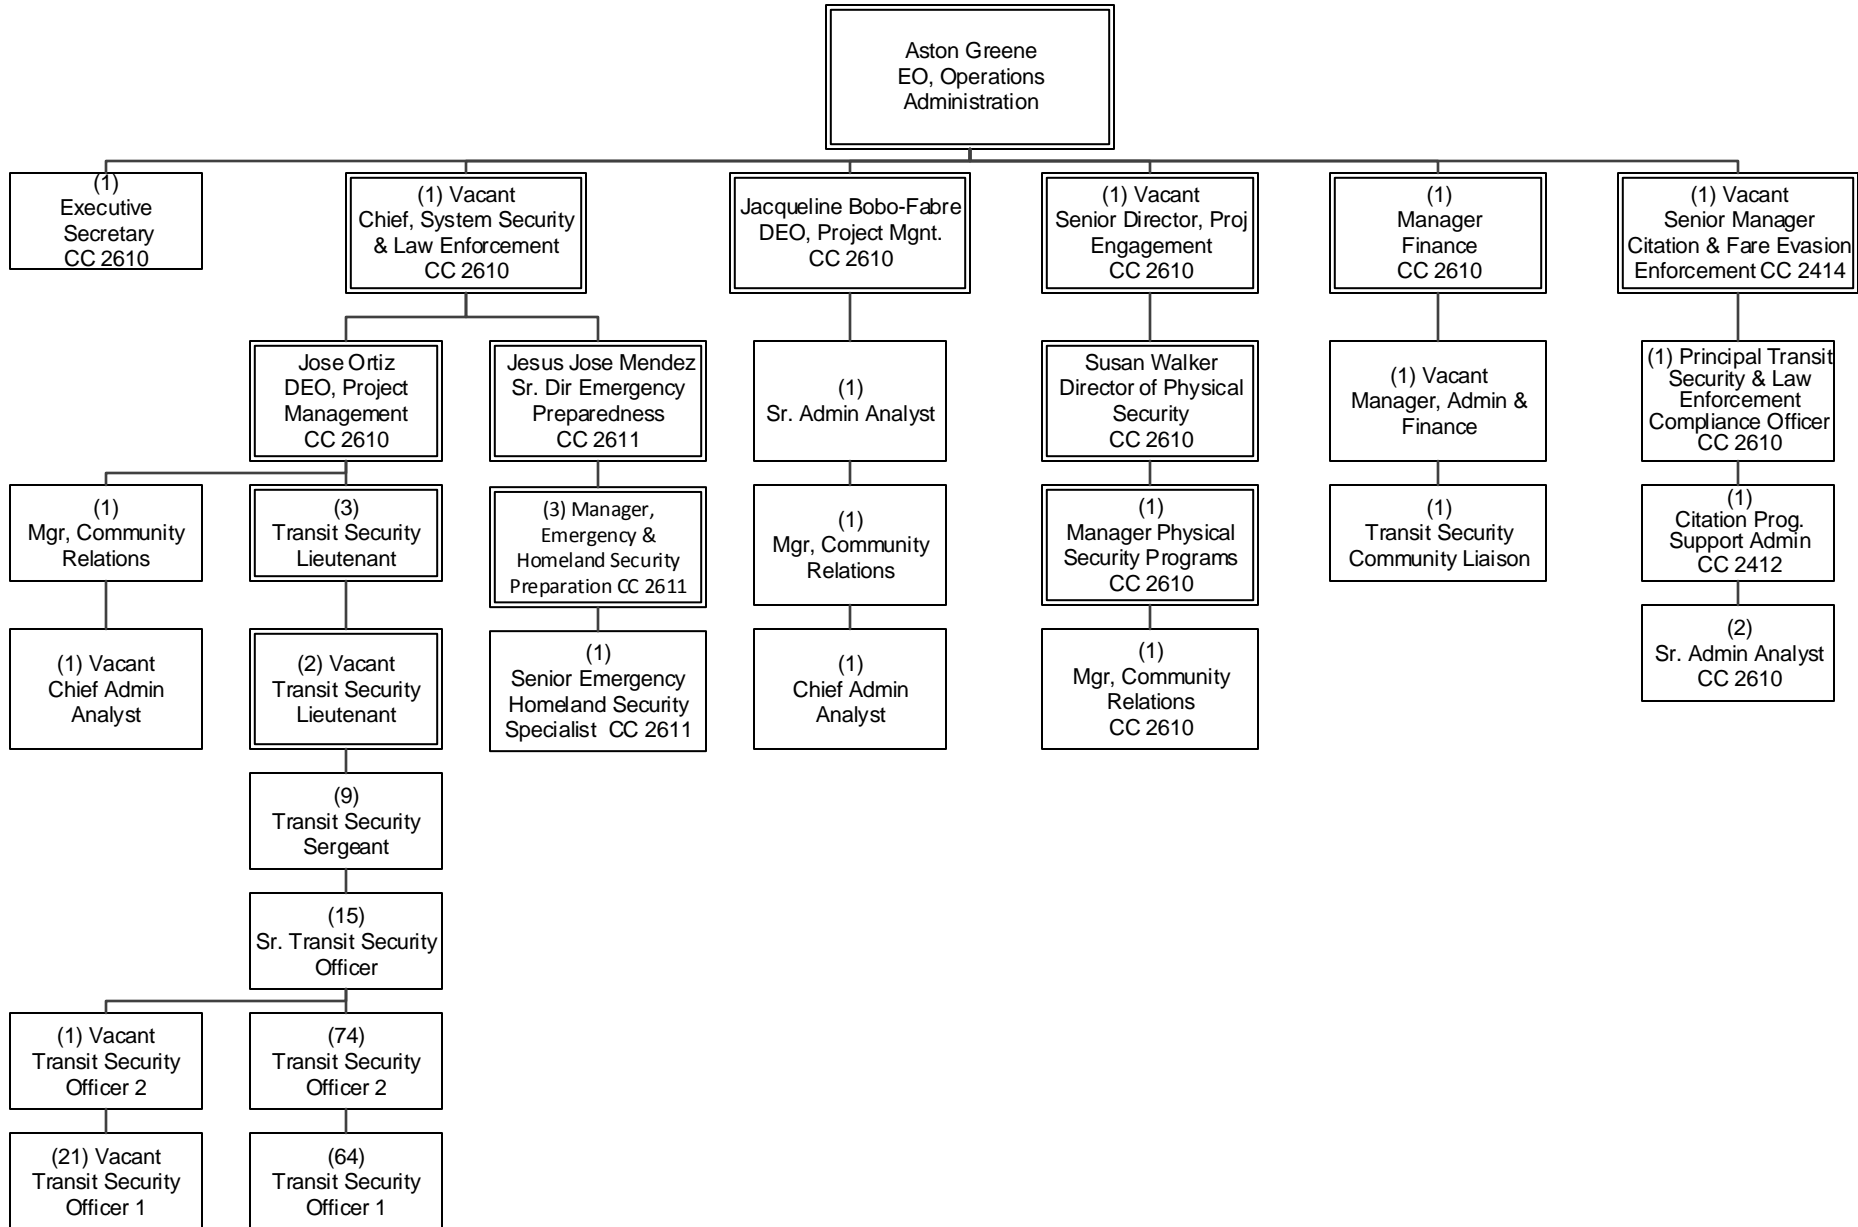 Aston Greene
EO, Operations
Administration
(1)
Executive
Secretary
CC 2610
(1) Vacant
Chief, System Security
& Law Enforcement
CC 2610
Jacqueline Bobo-Fabre
DEO, Project Mgnt.
CC 2610
(1) Vacant
Senior Director, Proj
Engagement
CC 2610
(1)
Manager
Finance
CC 2610
(1) Vacant
Senior Manager
Citation & Fare Evasion
Enforcement CC 2414
Jose Ortiz
DEO, Project
Management
CC 2610
Jesus Jose Mendez
Sr. Dir Emergency
Preparedness
CC 2611
(1)
Sr. Admin Analyst
Susan Walker
Director of Physical
Security
CC 2610
(1) Vacant
Manager, Admin &
Finance
(1) Principal Transit
Security & Law
Enforcement
Compliance Officer
CC 2610
(1)
Mgr, Community
Relations
(3)
Transit Security
Lieutenant
(3) Manager,
Emergency &
Homeland Security
Preparation CC 2611
(1)
Mgr, Community
Relations
(1)
Manager Physical
Security Programs
CC 2610
(1)
Transit Security
Community Liaison
(1)
Citation Prog.
Support Admin
CC 2412
(1) Vacant
Chief Admin
Analyst
(2) Vacant
Transit Security
Lieutenant
(1)
Senior Emergency
Homeland Security
Specialist CC 2611
(1)
Chief Admin
Analyst
(1)
Mgr, Community
Relations
CC 2610
(2)
Sr. Admin Analyst
CC 2610
(9)
Transit Security
Sergeant
(15)
Sr. Transit Security
Officer
(1) Vacant
Transit Security
Officer 2
(74)
Transit Security
Officer 2
(21) Vacant
Transit Security
Officer 1
(64)
Transit Security
Officer 1